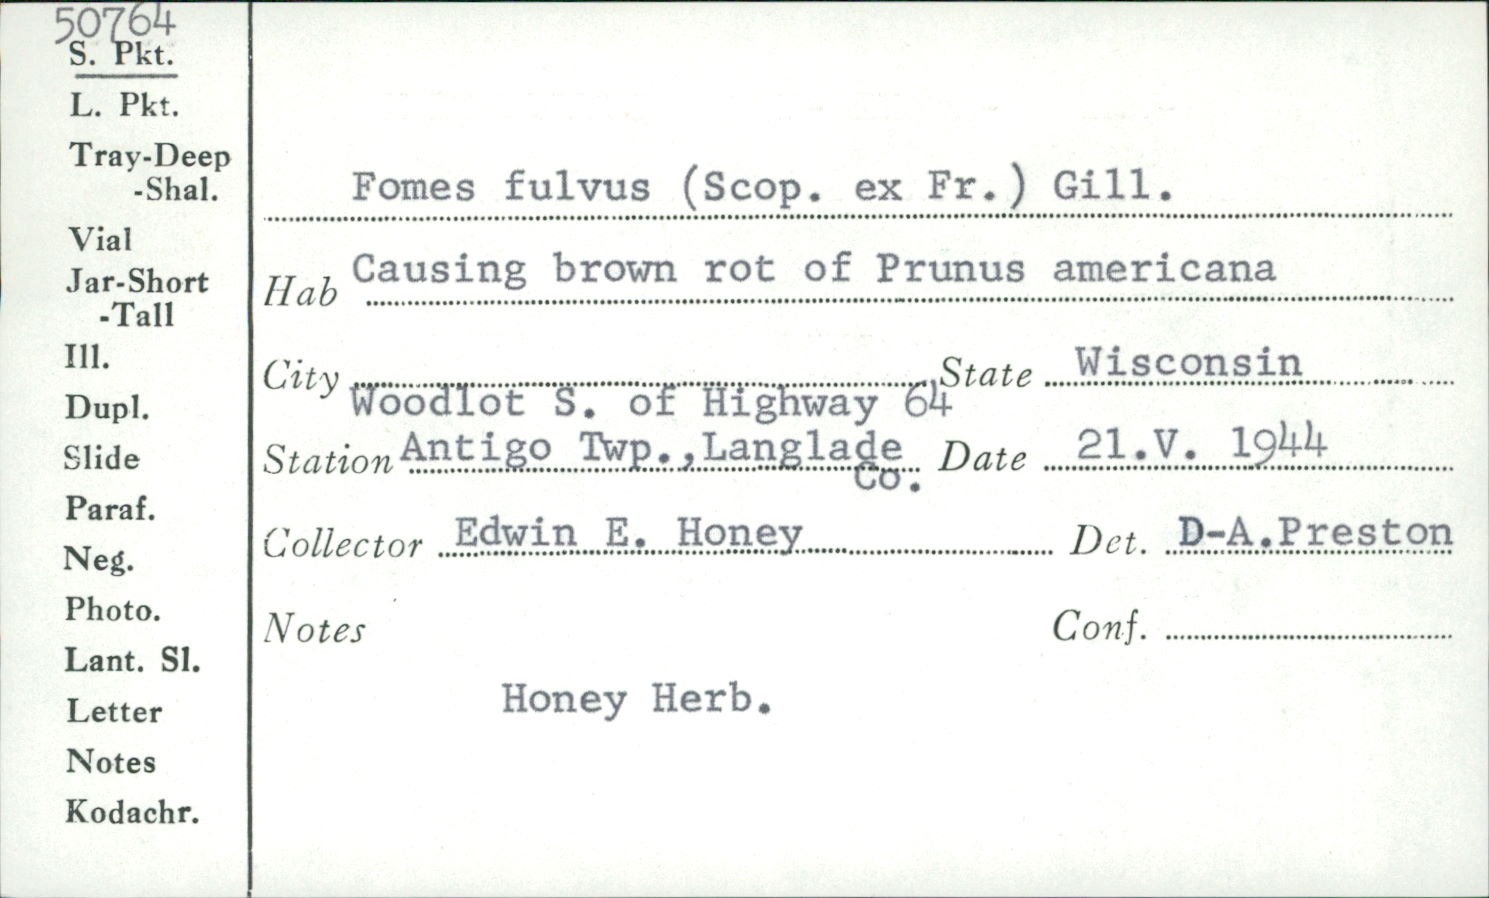 50764
S. Pkt.
L. Pkt.
Tray-Deep
-Shal.
Vial
Jar-Short
-Tall
Ill.
Dupl.
Slide
Paraf.
Neg.
Photo.
Lant. Sl.
Letter
Notes
Kodachr.
Fomes fulvus (Scop. ex Fr.) Gill.
Hab Causing brown rot of Prunus americana
City State Wisconsin
Woodlot S. of Highway 64
Station Antigo Twp.,Langlade Date 21.V. 1944
Co.
Collector Edwin E. Honey Det. D-A.Preston
Notes Conf.
Honey Herb.